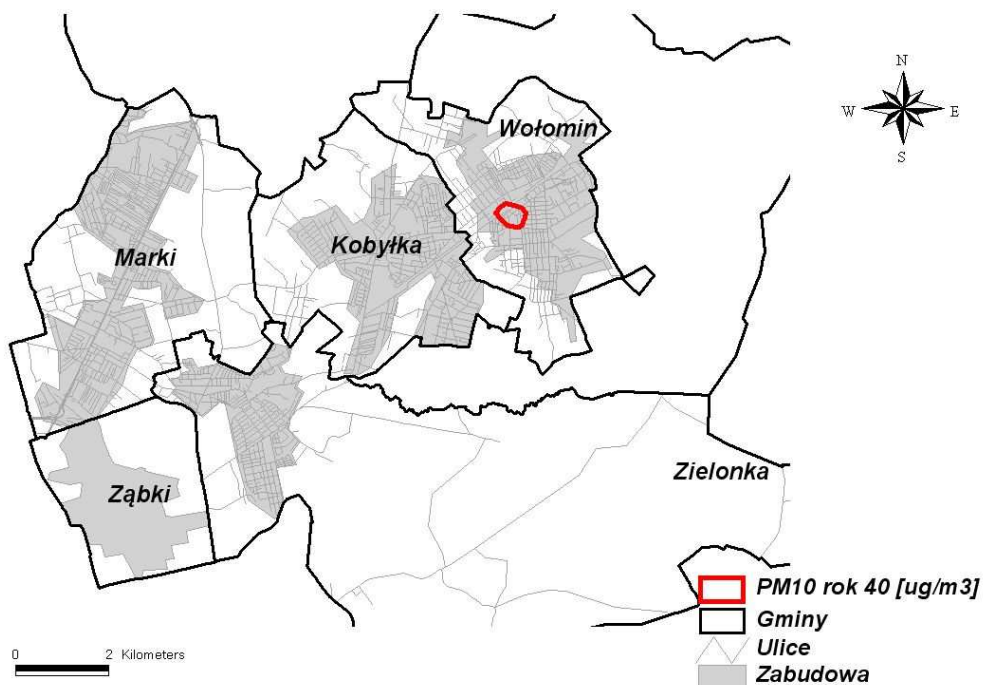 N
W E
S
Wołomin
Kobyłka
Marki
Zielonka
Ząbki
PM10 rok 40 [ug/m3]
Gminy
Ulice
Zabudowa
0 2 Kilometers